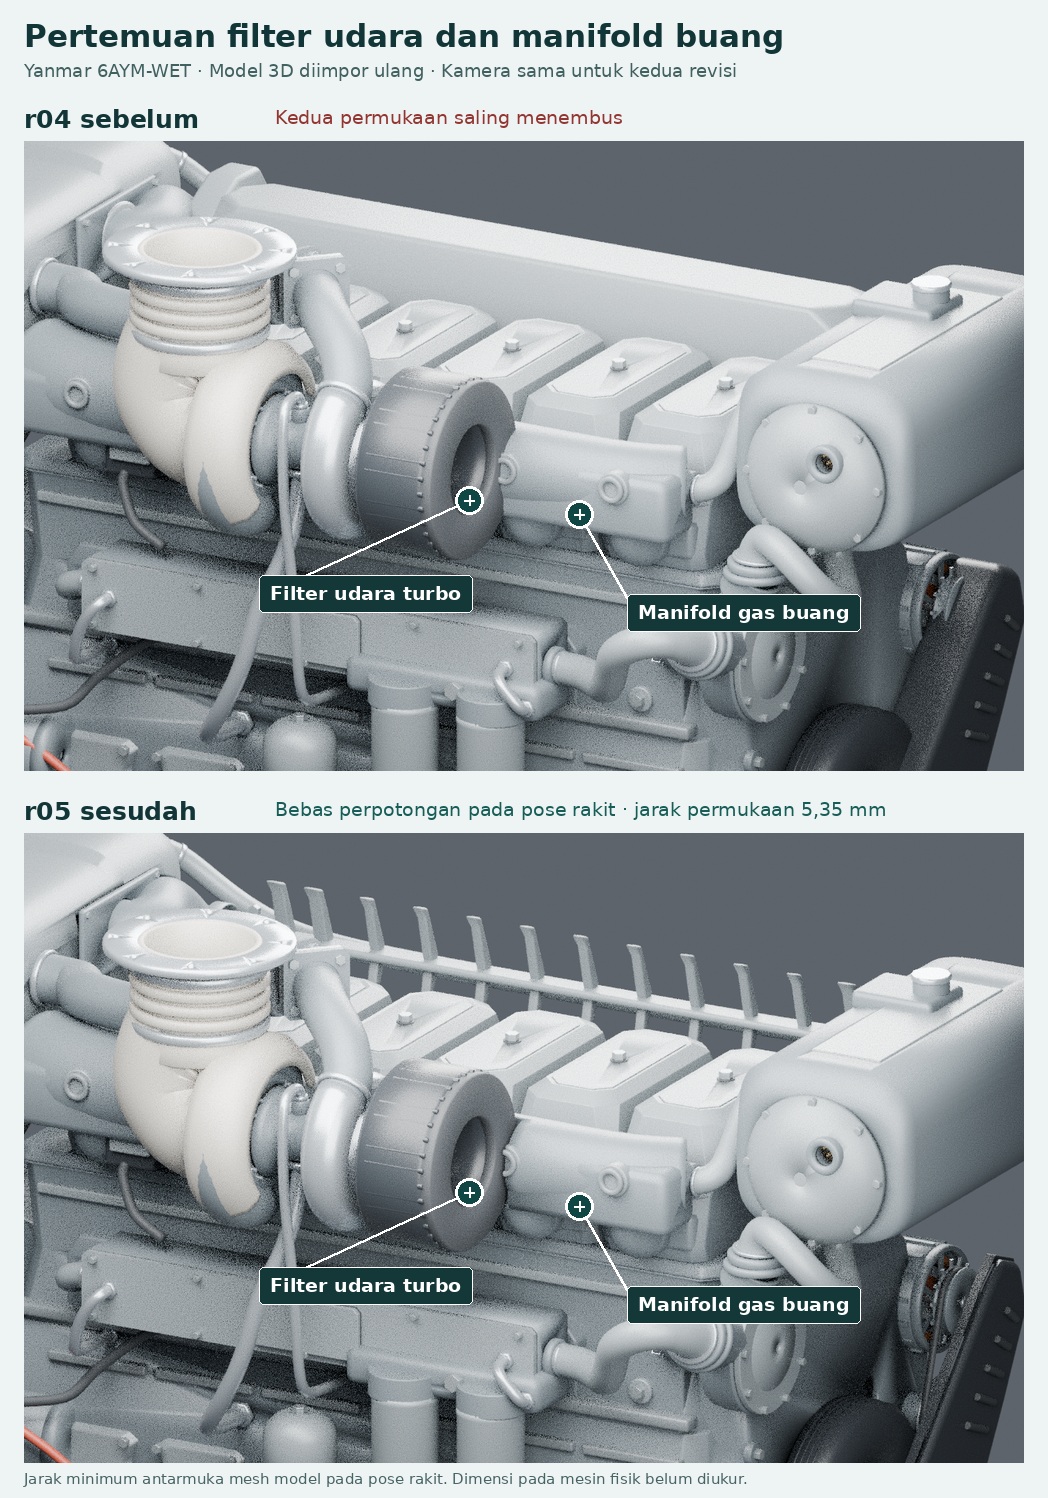 Pertemuan filter udara dan manifold buang
Yanmar 6AYM-WET · Model 3D diimpor ulang · Kamera sama untuk kedua revisi
r04 sebelum
Kedua permukaan saling menembus
Filter udara turbo
Manifold gas buang
r05 sesudah
Bebas perpotongan pada pose rakit · jarak permukaan 5,35 mm
Filter udara turbo
Manifold gas buang
Jarak minimum antarmuka mesh model pada pose rakit. Dimensi pada mesin fisik belum diukur.